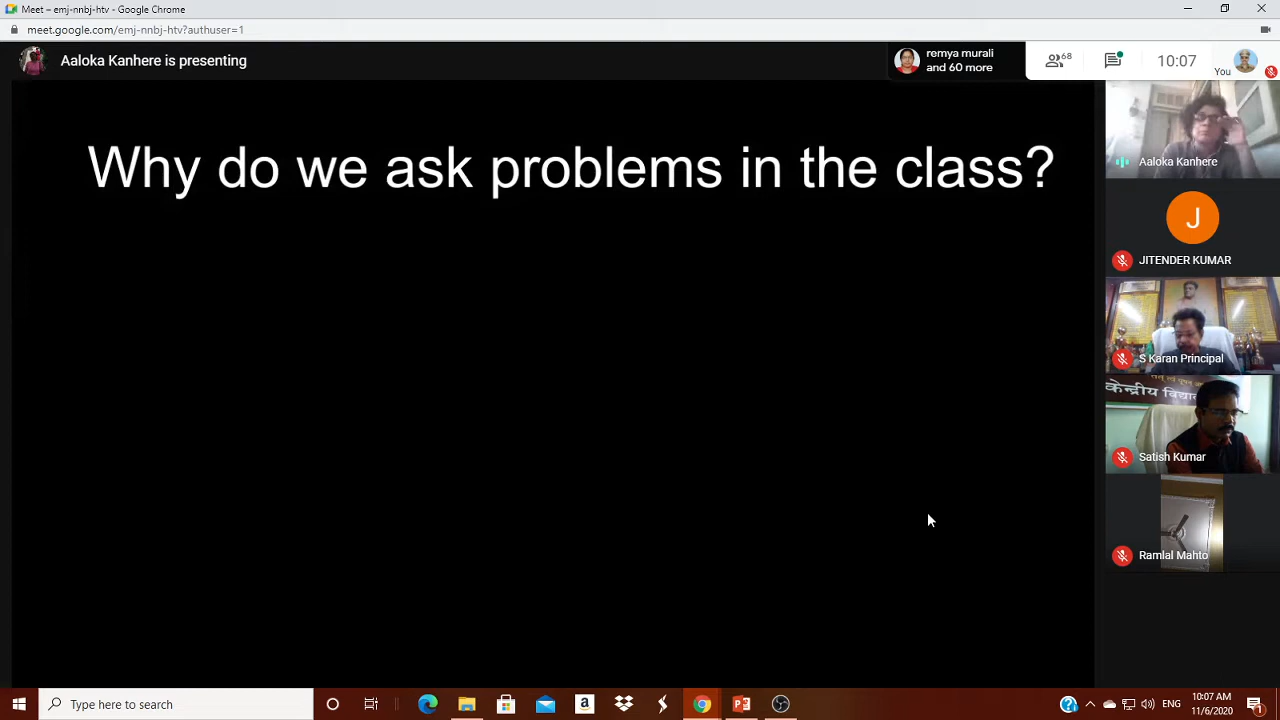 Meet – emj-nnbj-htv - Google Chrome
meet.google.com/emj-nnbj-htv?authuser=1
Aaloka Kanhere is presenting
remya murali
and 60 more
68
10:07
You
Why do we ask problems in the class?
Aaloka Kanhere
J
JITENDER KUMAR
S Karan Principal
केन्द्रीय
Satish Kumar
Ramlal Mahto
Type here to search
a
ENG
10:07 AM
11/6/2020
1